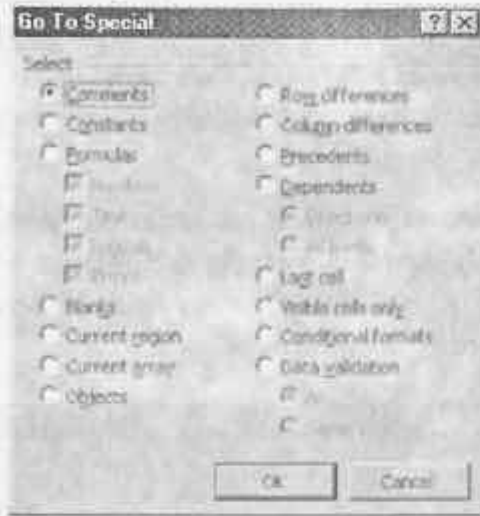 Go To Special
Select
Comments
Constants
Formulas
Blanks
Current region
Current array
Objects
Row differences
Column differences
Precedents
Dependents
Last cell
Visible cells only
Conditional formats
Data validation
OK
Cancel